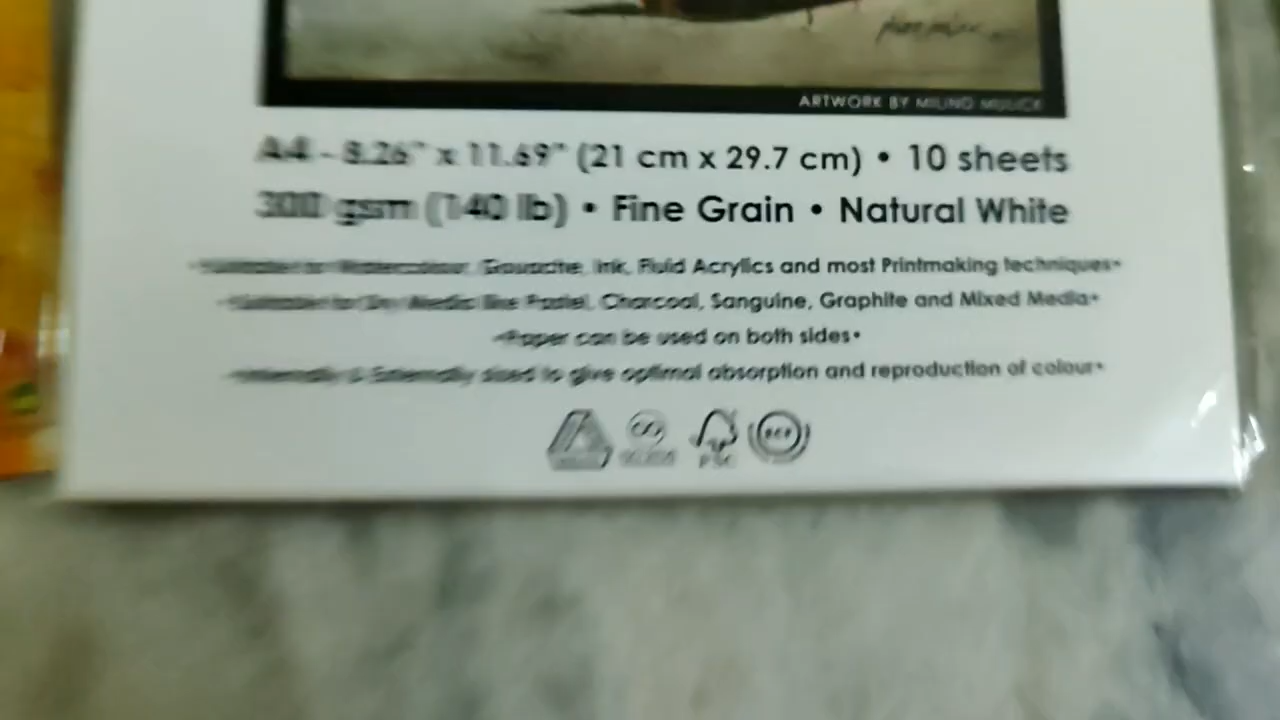 ARTWORK BY MILIND MULICK
A4 - 8.26" x 11.69" (21 cm x 29.7 cm) • 10 sheets
300 gsm (140 lb) • Fine Grain • Natural White
•Suitable for Watercolour, Gouache, Ink, Fluid Acrylics and most Printmaking techniques•
•Suitable for Dry Media like Pastel, Charcoal, Sanguine, Graphite and Mixed Media•
•Paper can be used on both sides•
•Internally & Externally sized to give optimal absorption and reproduction of colour•
FSC